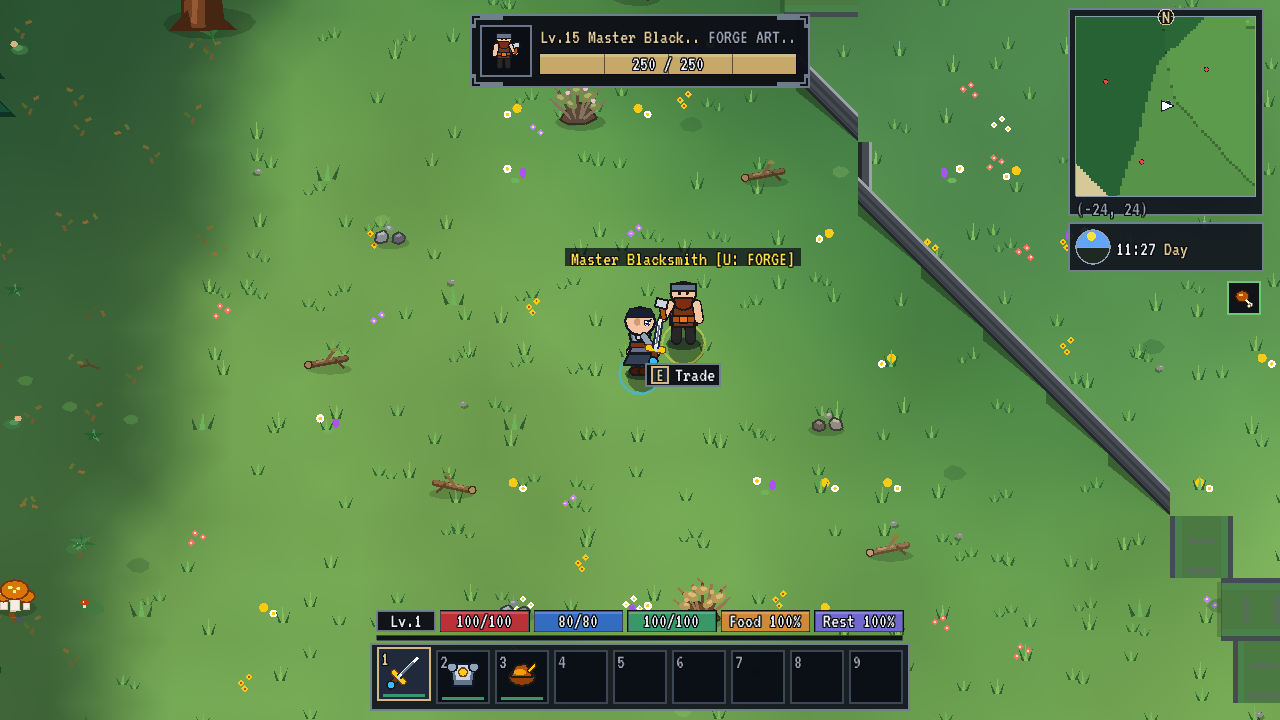 Lv.15 Master Black.. FORGE ART..
250 / 250
N
(-24, 24)
11:27 Day
Master Blacksmith [U: FORGE]
E Trade
Lv.1 100/100 80/80 100/100 Food 100% Rest 100%
1 2 3 4 5 6 7 8 9